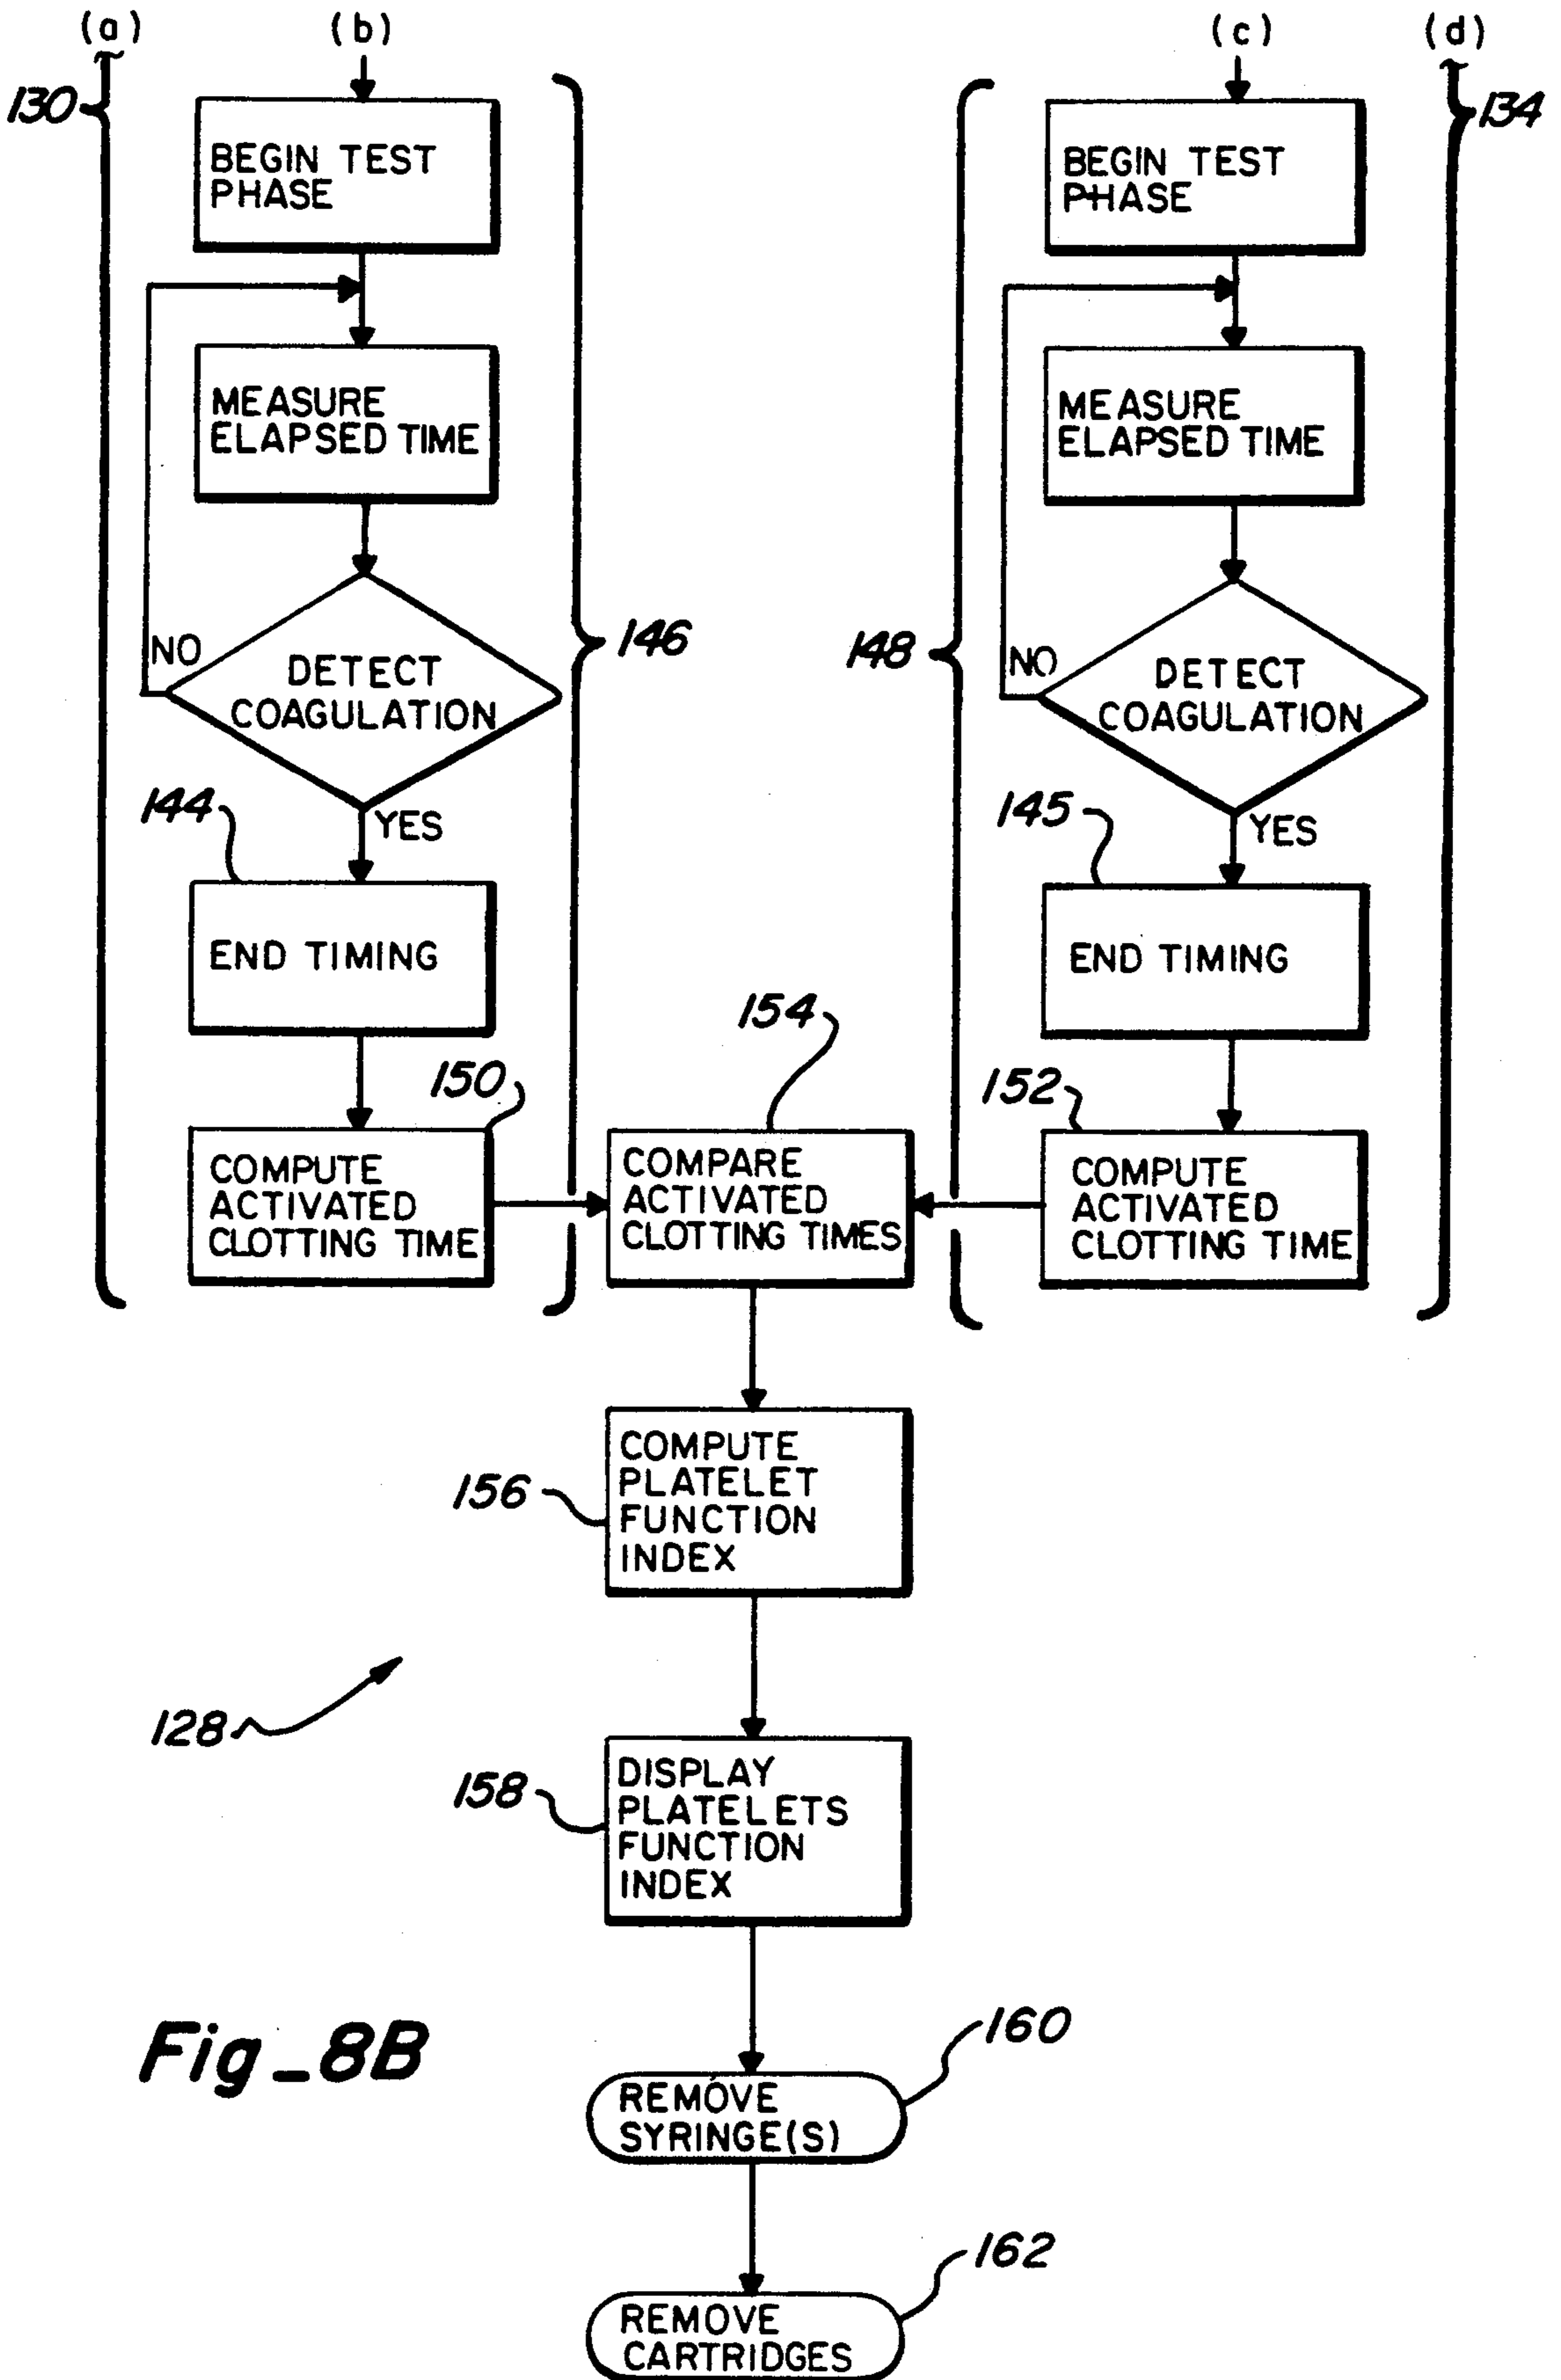 (a)
(b)
(c)
(d)
130
134
BEGIN TEST
PHASE
BEGIN TEST
PHASE
MEASURE
ELAPSED TIME
MEASURE
ELAPSED TIME
NO
DETECT
COAGULATION
146
148
NO
DETECT
COAGULATION
144
YES
145
YES
END TIMING
END TIMING
154
150
152
COMPUTE
ACTIVATED
CLOTTING TIME
COMPARE
ACTIVATED
CLOTTING TIMES
COMPUTE
ACTIVATED
CLOTTING TIME
156
COMPUTE
PLATELET
FUNCTION
INDEX
128
158
DISPLAY
PLATELETS
FUNCTION
INDEX
Fig_8B
160
REMOVE
SYRINGE(S)
162
REMOVE
CARTRIDGES